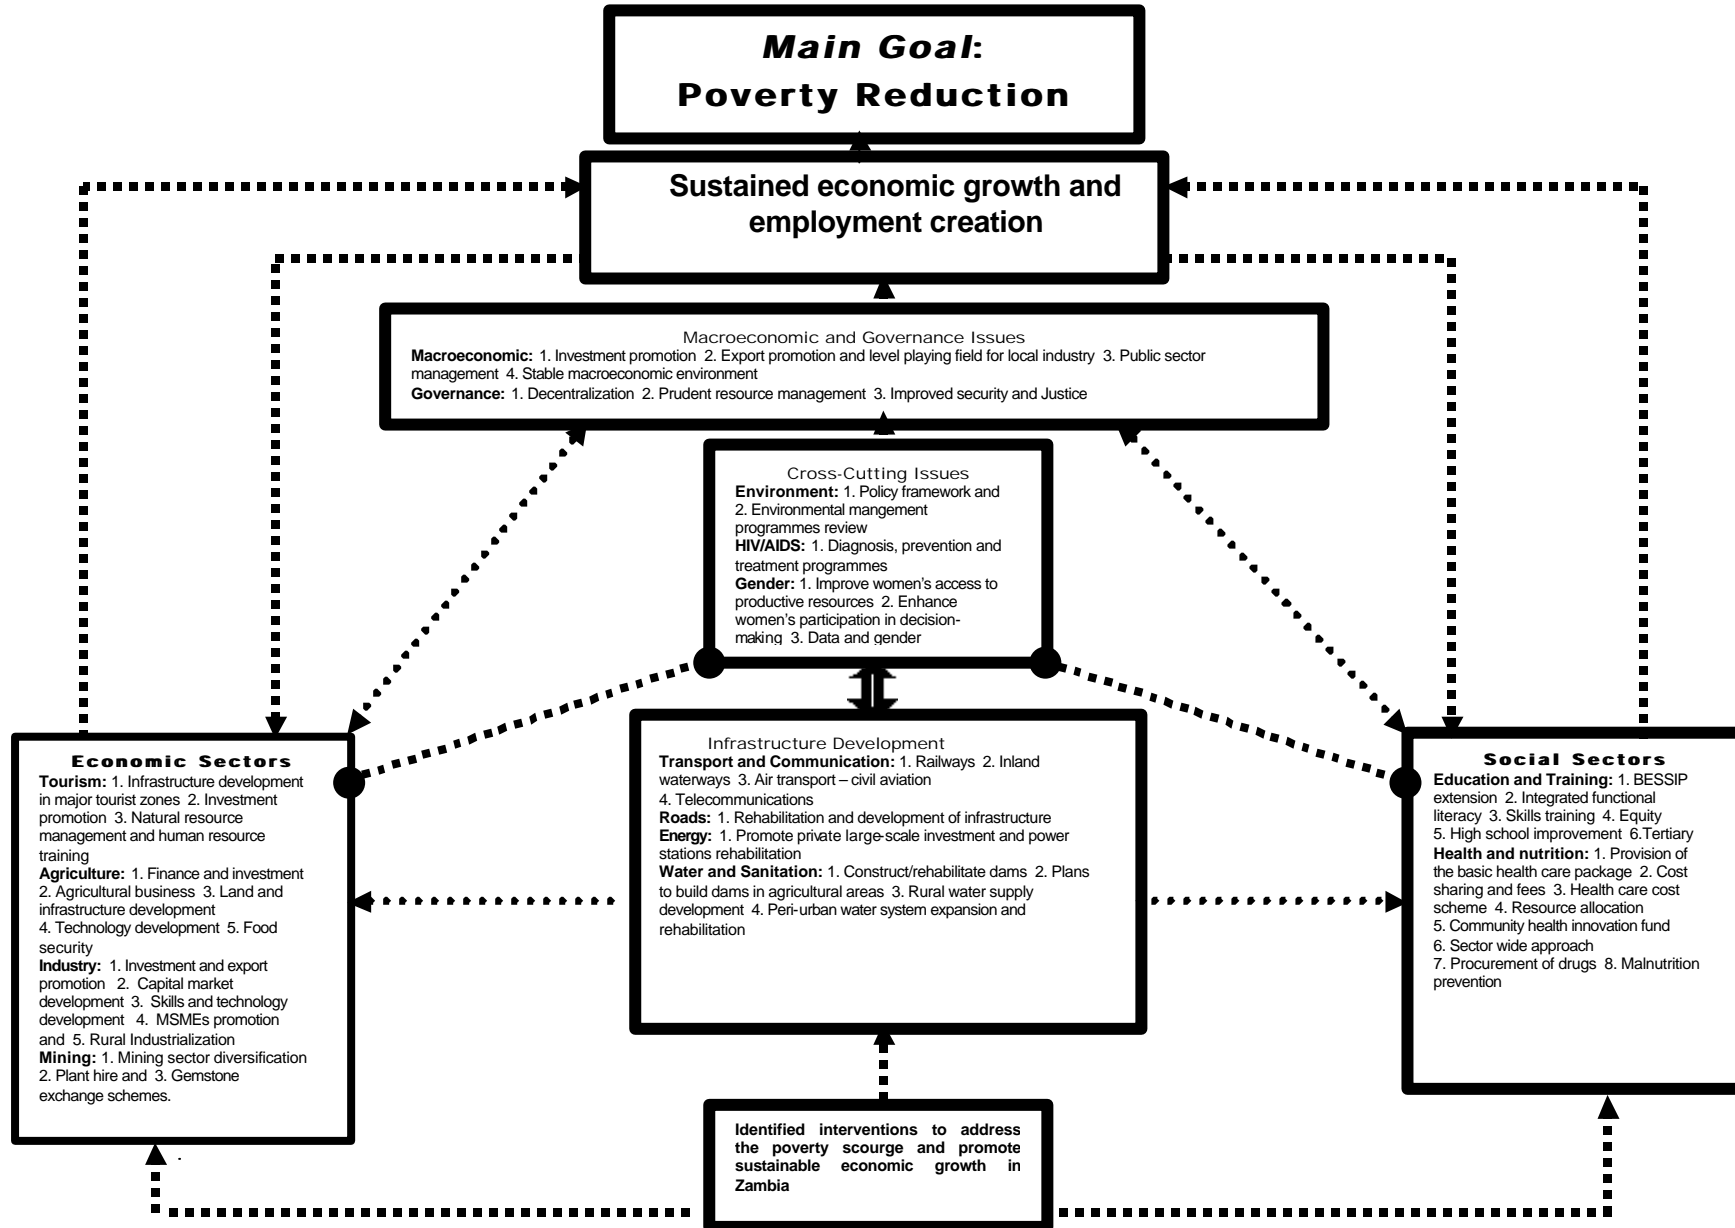 Main Goal:
Poverty Reduction
Sustained economic growth and
employment creation
Macroeconomic and Governance Issues
Macroeconomic: 1. Investment promotion 2. Export promotion and level playing field for local industry 3. Public sector
management 4. Stable macroeconomic environment
Governance: 1. Decentralization 2. Prudent resource management 3. Improved security and Justice
Cross-Cutting Issues
Environment: 1. Policy framework and
2. Environmental mangement
programmes review
HIV/AIDS: 1. Diagnosis, prevention and
treatment programmes
Gender: 1. Improve women's access to
productive resources 2. Enhance
women's participation in decision-
making 3. Data and gender
Economic Sectors
Tourism: 1. Infrastructure development
in major tourist zones 2. Investment
promotion 3. Natural resource
management and human resource
training
Agriculture: 1. Finance and investment
2. Agricultural business 3. Land and
infrastructure development
4. Technology development 5. Food
security
Industry: 1. Investment and export
promotion 2. Capital market
development 3. Skills and technology
development 4. MSMEs promotion
and 5. Rural Industrialization
Mining: 1. Mining sector diversification
2. Plant hire and 3. Gemstone
exchange schemes.
Infrastructure Development
Transport and Communication: 1. Railways 2. Inland
waterways 3. Air transport – civil aviation
4. Telecommunications
Roads: 1. Rehabilitation and development of infrastructure
Energy: 1. Promote private large-scale investment and power
stations rehabilitation
Water and Sanitation: 1. Construct/rehabilitate dams 2. Plans
to build dams in agricultural areas 3. Rural water supply
development 4. Peri-urban water system expansion and
rehabilitation
Social Sectors
Education and Training: 1. BESSIP
extension 2. Integrated functional
literacy 3. Skills training 4. Equity
5. High school improvement 6.Tertiary
Health and nutrition: 1. Provision of
the basic health care package 2. Cost
sharing and fees 3. Health care cost
scheme 4. Resource allocation
5. Community health innovation fund
6. Sector wide approach
7. Procurement of drugs 8. Malnutrition
prevention
Identified interventions to address
the poverty scourge and promote
sustainable economic growth in
Zambia